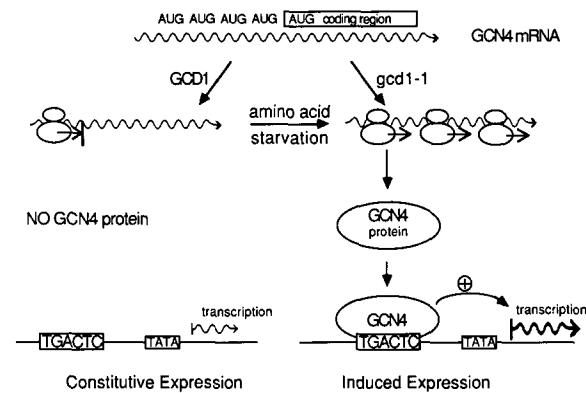 AUG AUG AUG AUG AUG coding region
GCN4 mRNA
GCD1
gcd1-1
amino acid
starvation
NO GCN4 protein
GCN4
protein
GCN4
+
transcription
transcription
TGACTC
TATA
TGACTC
TATA
Constitutive Expression
Induced Expression